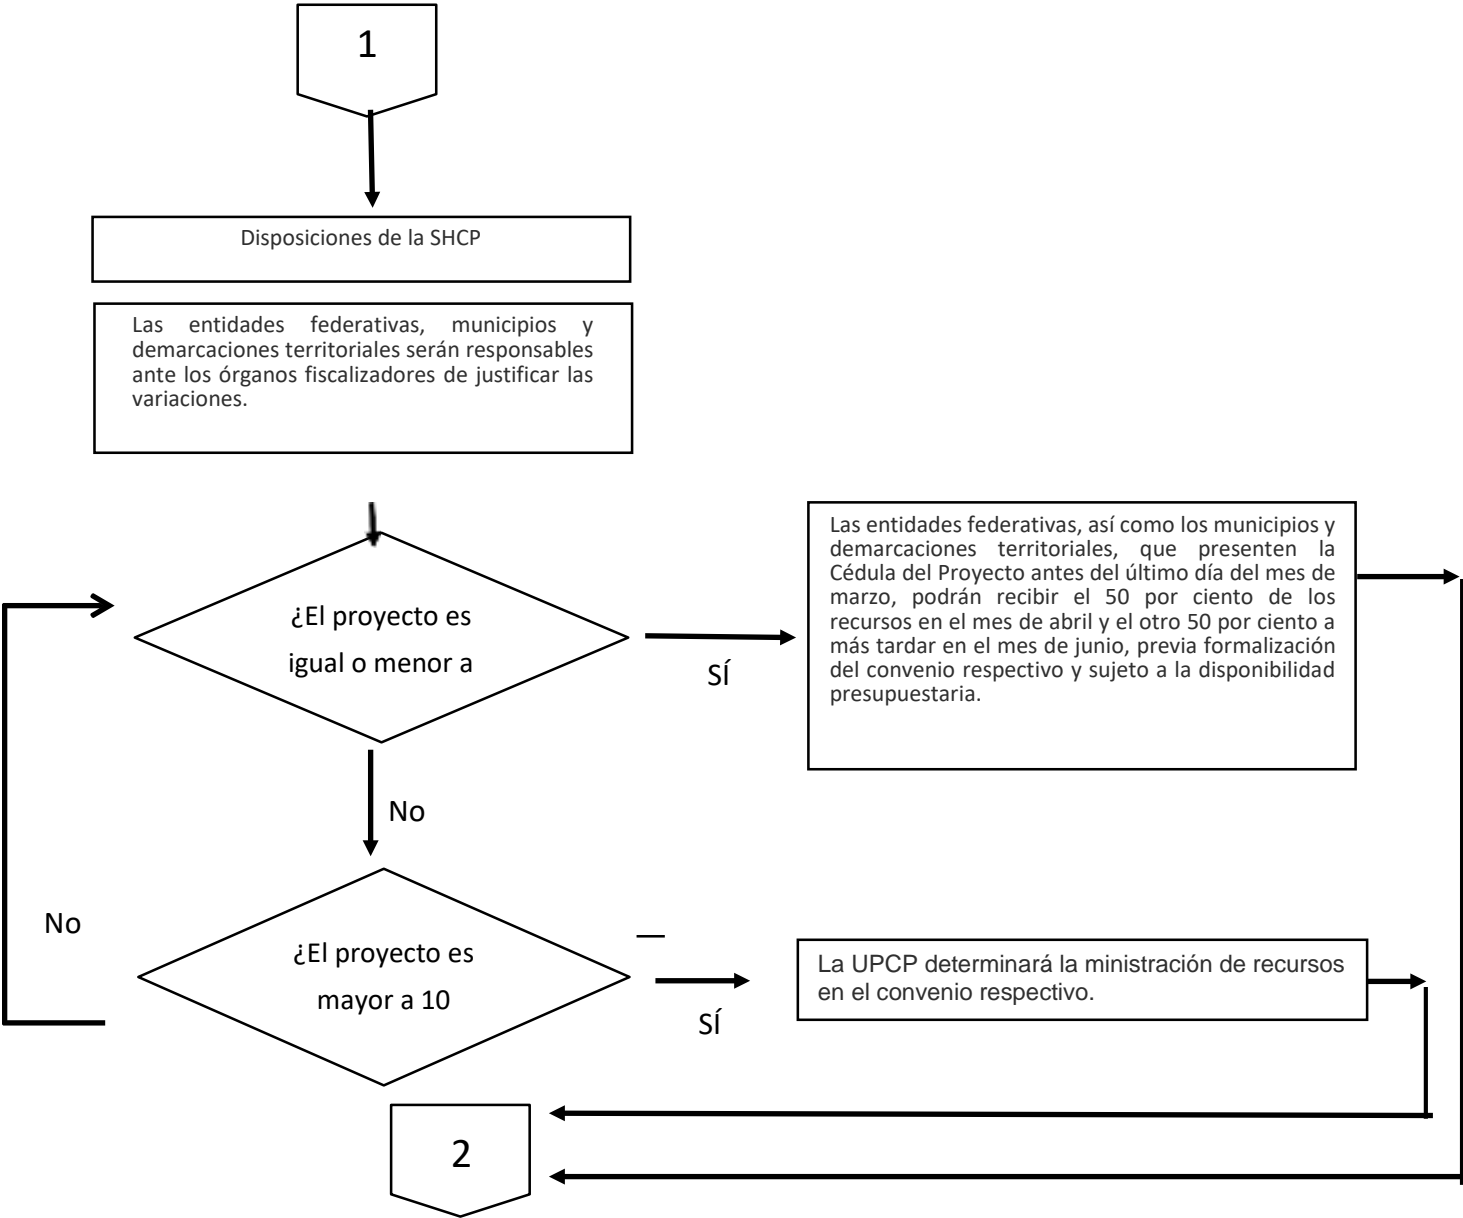 1
Disposiciones de la SHCP
Las entidades federativas, municipios y
demarcaciones territoriales serán responsables
ante los órganos fiscalizadores de justificar las
variaciones.
¿El proyecto es
igual o menor a
SÍ
Las entidades federativas, así como los municipios y
demarcaciones territoriales, que presenten la
Cédula del Proyecto antes del último día del mes de
marzo, podrán recibir el 50 por ciento de los
recursos en el mes de abril y el otro 50 por ciento a
más tardar en el mes de junio, previa formalización
del convenio respectivo y sujeto a la disponibilidad
presupuestaria.
No
No
¿El proyecto es
mayor a 10
SÍ
La UPCP determinará la ministración de recursos
en el convenio respectivo.
2